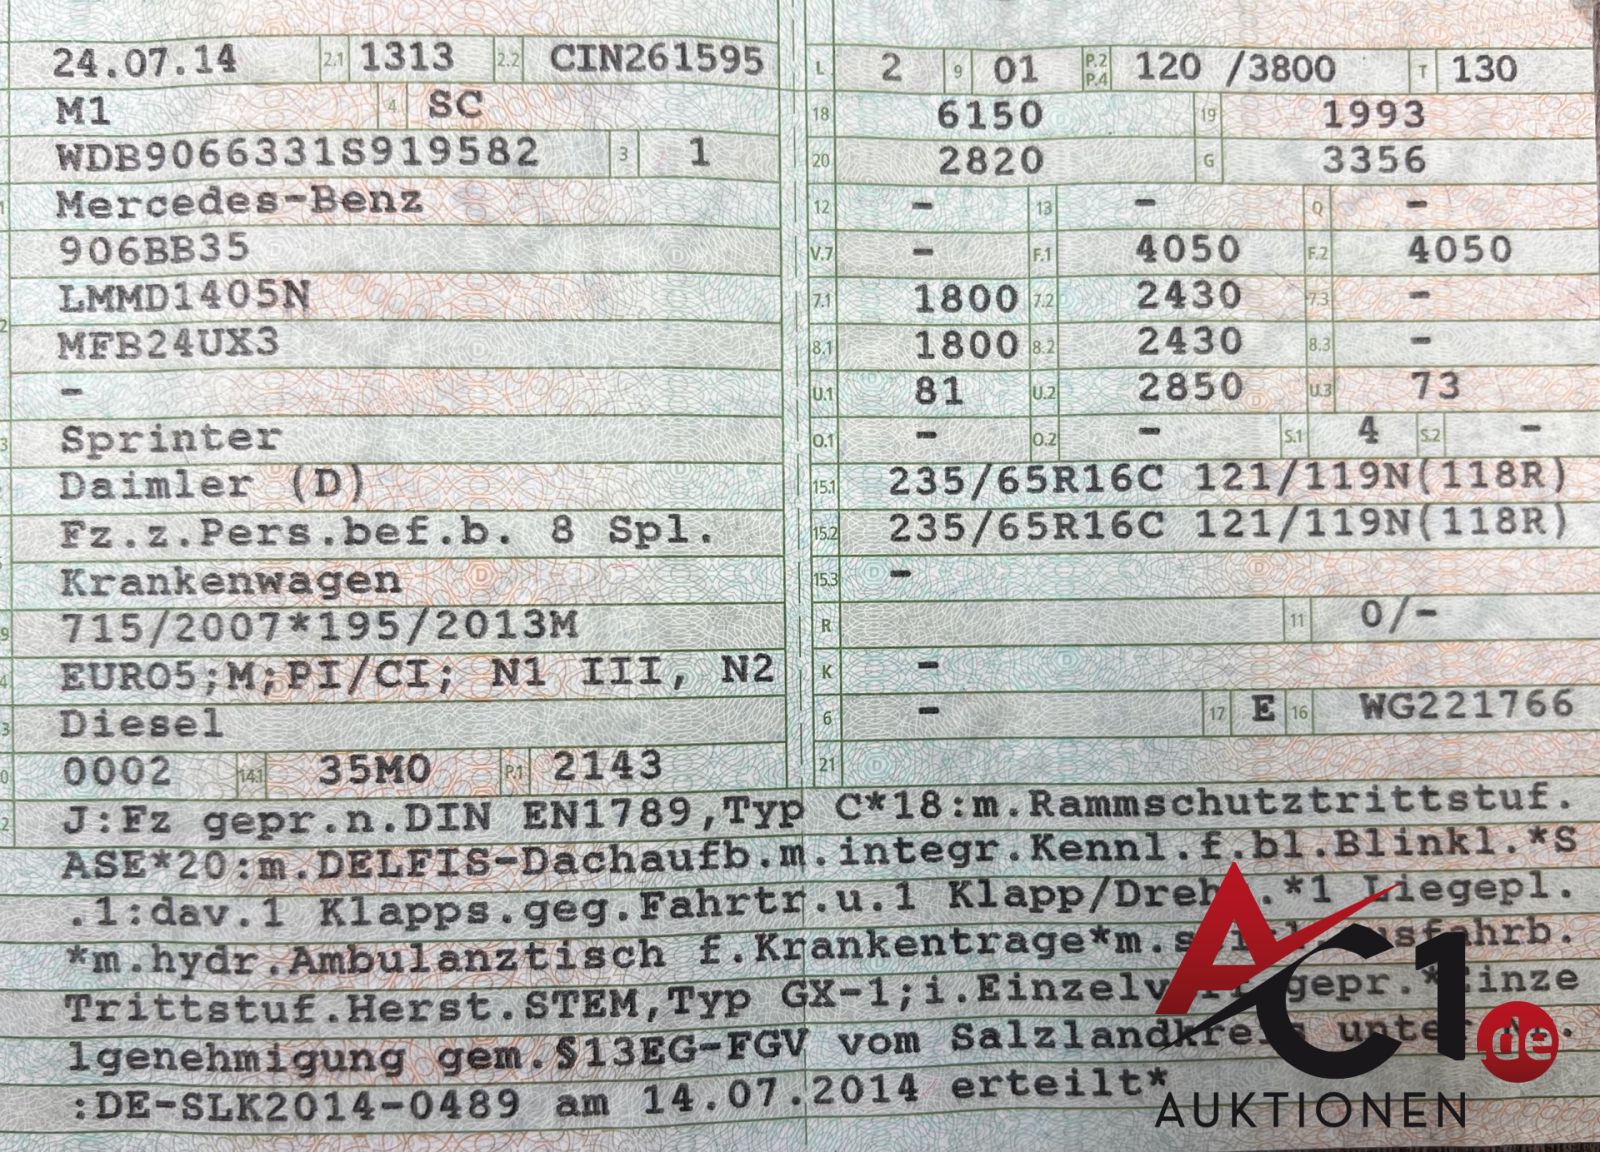 24.07.14 2.1 1313 2.2 CIN261595
M1 4 SC
WDB9066331S919582 3 1
Mercedes-Benz
906BB35
LMMD1405N
MFB24UX3
-
Sprinter
Daimler (D)
Fz.z.Pers.bef.b. 8 Spl.
Krankenwagen
715/2007*195/2013M
EURO5;M;PI/CI; N1 III, N2
Diesel
0002 14.1 35M0 P.1 2143
L 2 9 01 P.2 P.4 120 /3800 T 130
18 6150 19 1993
20 2820 G 3356
12 - 13 - Q -
V.7 - F.1 4050 F.2 4050
7.1 1800 7.2 2430 7.3 -
8.1 1800 8.2 2430 8.3 -
U.1 81 U.2 2850 U.3 73
O.1 - O.2 - S.1 4 S.2 -
15.1 235/65R16C 121/119N(118R)
15.2 235/65R16C 121/119N(118R)
15.3 -
R 11 0/-
K -
6 - 17 E 16 WG221766
21
J:Fz gepr.n.DIN EN1789,Typ C*18:m.Rammschutztrittstuf.
ASE*20:m.DELFIS-Dachaufb.m.integr.Kennl.f.bl.Blinkl.*S
.1:dav.1 Klapps.geg.Fahrtr.u.1 Klapp/Dreh .*1 Liegepl.
*m.hydr.Ambulanztisch f.Krankentrage*m.
Trittstuf.Herst.STEM,Typ GX-1;i. gepr.*Einze
lgenehmigung gem.§13EG-FGV vom Salzlandkreis unter Nr.
:DE-SLK2014-0489 am 14.07.2014 erteilt*
AC1.de
AUKTIONEN